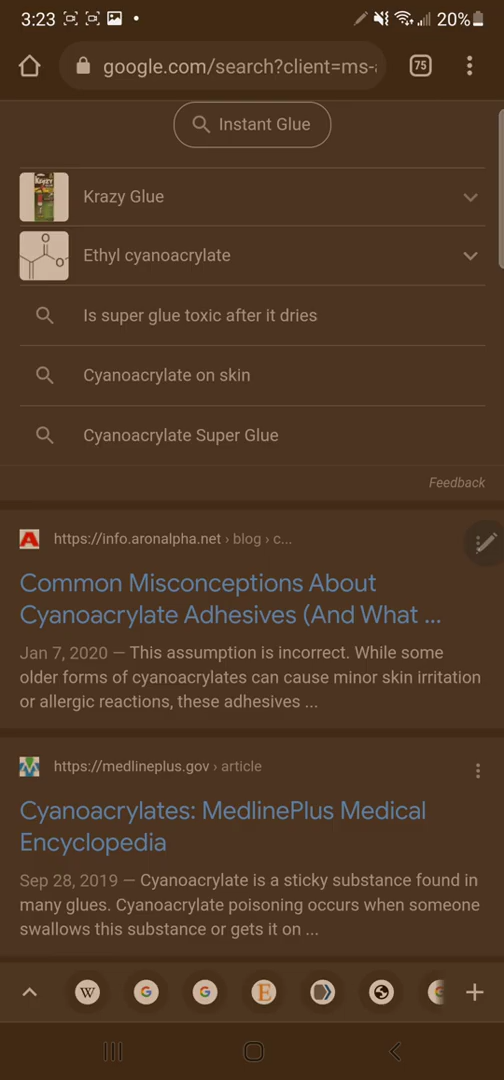 3:23
20%
google.com/search?client=ms-
75
Instant Glue
Krazy Glue
Ethyl cyanoacrylate
Is super glue toxic after it dries
Cyanoacrylate on skin
Cyanoacrylate Super Glue
Feedback
https://info.aronalpha.net › blog › c...
Common Misconceptions About
Cyanoacrylate Adhesives (And What ...
Jan 7, 2020 — This assumption is incorrect. While some
older forms of cyanoacrylates can cause minor skin irritation
or allergic reactions, these adhesives ...
https://medlineplus.gov › article
Cyanoacrylates: MedlinePlus Medical
Encyclopedia
Sep 28, 2019 — Cyanoacrylate is a sticky substance found in
many glues. Cyanoacrylate poisoning occurs when someone
swallows this substance or gets it on ...